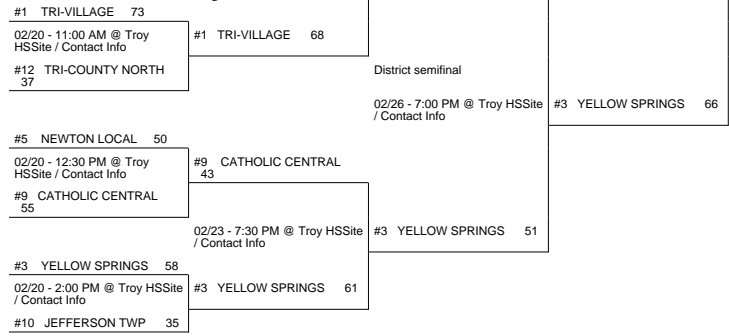 #1 TRI-VILLAGE 73
02/20 - 11:00 AM @ Troy
HSSite / Contact Info
#1 TRI-VILLAGE 68
#12 TRI-COUNTY NORTH
37
District semifinal
02/26 - 7:00 PM @ Troy HSSite
/ Contact Info
#3 YELLOW SPRINGS 66
#5 NEWTON LOCAL 50
02/20 - 12:30 PM @ Troy
HSSite / Contact Info
#9 CATHOLIC CENTRAL
43
#9 CATHOLIC CENTRAL
55
02/23 - 7:30 PM @ Troy HSSite
/ Contact Info
#3 YELLOW SPRINGS 51
#3 YELLOW SPRINGS 58
02/20 - 2:00 PM @ Troy HSSite
/ Contact Info
#3 YELLOW SPRINGS 61
#10 JEFFERSON TWP 35